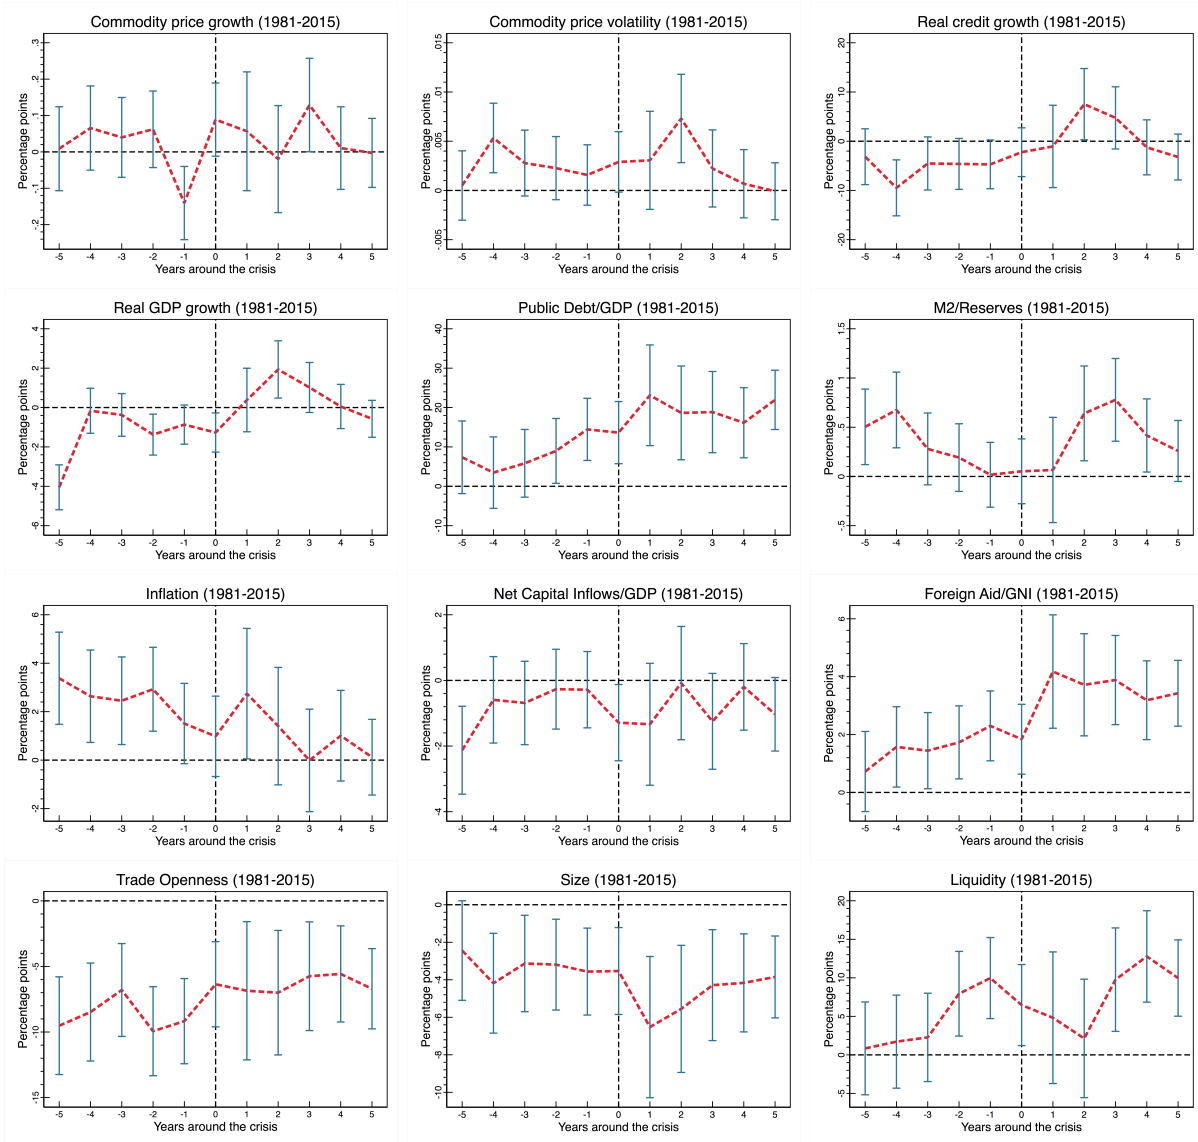 Commodity price growth (1981-2015)
Percentage points
.3
.2
.1
0
-.1
-.2
-5 -4 -3 -2 -1 0 1 2 3 4 5
Years around the crisis
Commodity price volatility (1981-2015)
Percentage points
.015
.01
.005
0
-.005
-5 -4 -3 -2 -1 0 1 2 3 4 5
Years around the crisis
Real credit growth (1981-2015)
Percentage points
20
10
0
-10
-20
-5 -4 -3 -2 -1 0 1 2 3 4 5
Years around the crisis
Real GDP growth (1981-2015)
Percentage points
4
2
0
-2
-4
-6
-5 -4 -3 -2 -1 0 1 2 3 4 5
Years around the crisis
Public Debt/GDP (1981-2015)
Percentage points
40
30
20
10
0
-10
-5 -4 -3 -2 -1 0 1 2 3 4 5
Years around the crisis
M2/Reserves (1981-2015)
Percentage points
1.5
1
.5
0
-.5
-5 -4 -3 -2 -1 0 1 2 3 4 5
Years around the crisis
Inflation (1981-2015)
Percentage points
6
4
2
0
-2
-5 -4 -3 -2 -1 0 1 2 3 4 5
Years around the crisis
Net Capital Inflows/GDP (1981-2015)
Percentage points
2
0
-2
-4
-5 -4 -3 -2 -1 0 1 2 3 4 5
Years around the crisis
Foreign Aid/GNI (1981-2015)
Percentage points
6
4
2
0
-5 -4 -3 -2 -1 0 1 2 3 4 5
Years around the crisis
Trade Openness (1981-2015)
Percentage points
0
-5
-10
-15
-5 -4 -3 -2 -1 0 1 2 3 4 5
Years around the crisis
Size (1981-2015)
Percentage points
0
-2
-4
-6
-8
-10
-5 -4 -3 -2 -1 0 1 2 3 4 5
Years around the crisis
Liquidity (1981-2015)
Percentage points
20
15
10
5
0
-5
-5 -4 -3 -2 -1 0 1 2 3 4 5
Years around the crisis